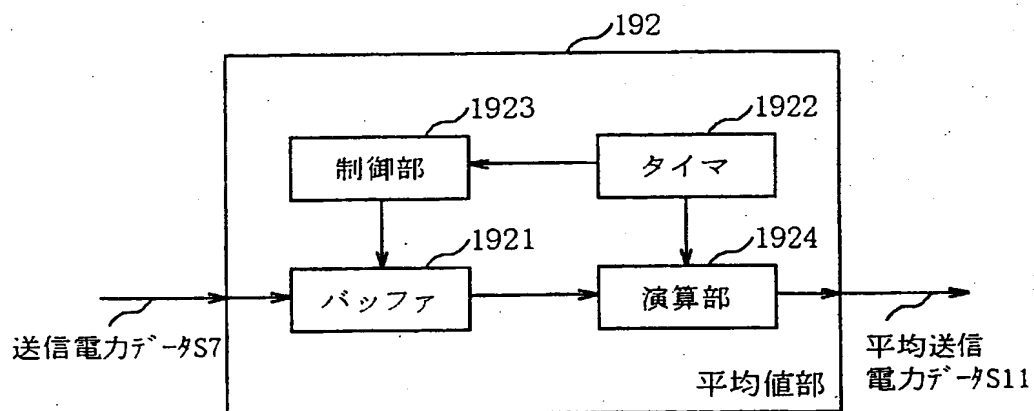 192
1923
1922
制御部
タイマ
1921
1924
バッファ
演算部
送信電力データS7
平均送信
電力データS11
平均値部